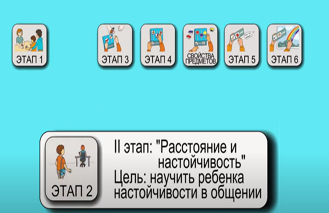 ЭТАП 1
ЭТАП 3
ЭТАП 4
СВОЙСТВА
ПРЕДМЕТОВ
ЭТАП 5
ЭТАП 6
ЭТАП 2
II этап: "Расстояние и
настойчивость"
Цель: научить ребенка
настойчивости в общении